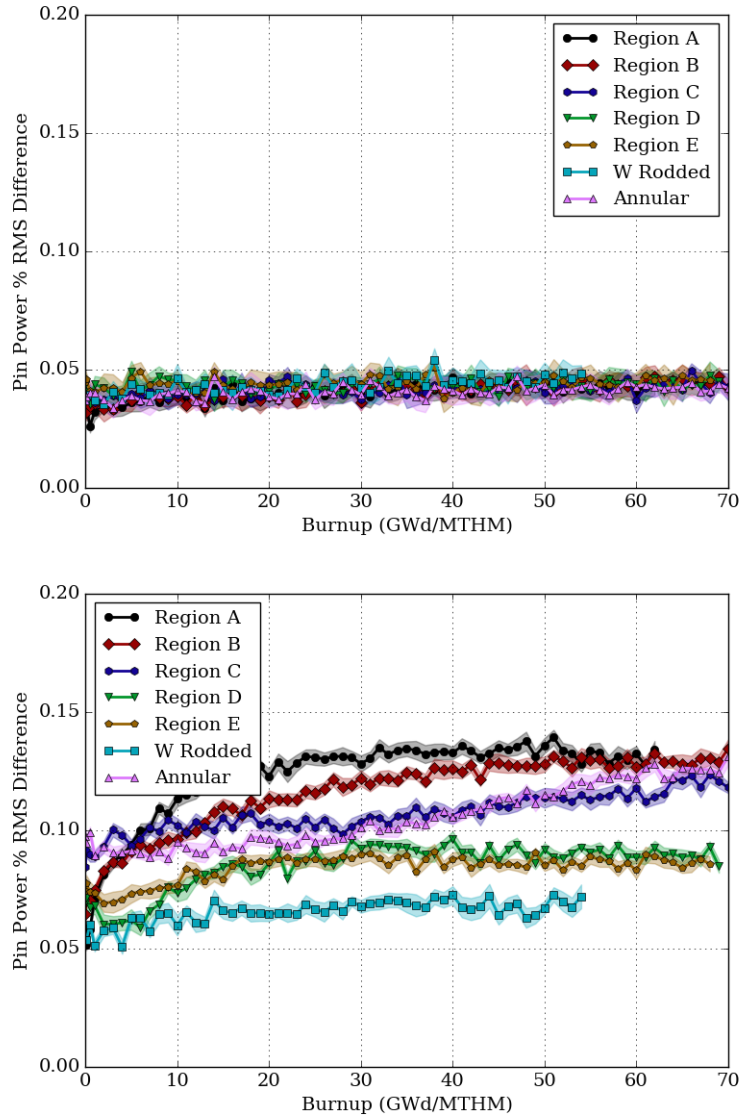 0.20
0.15
0.10
0.05
0.00
Pin Power % RMS Difference
Region A
Region B
Region C
Region D
Region E
W Rodded
Annular
0 10 20 30 40 50 60 70
Burnup (GWd/MTHM)
0.20
0.15
0.10
0.05
0.00
Pin Power % RMS Difference
Region A
Region B
Region C
Region D
Region E
W Rodded
Annular
0 10 20 30 40 50 60 70
Burnup (GWd/MTHM)